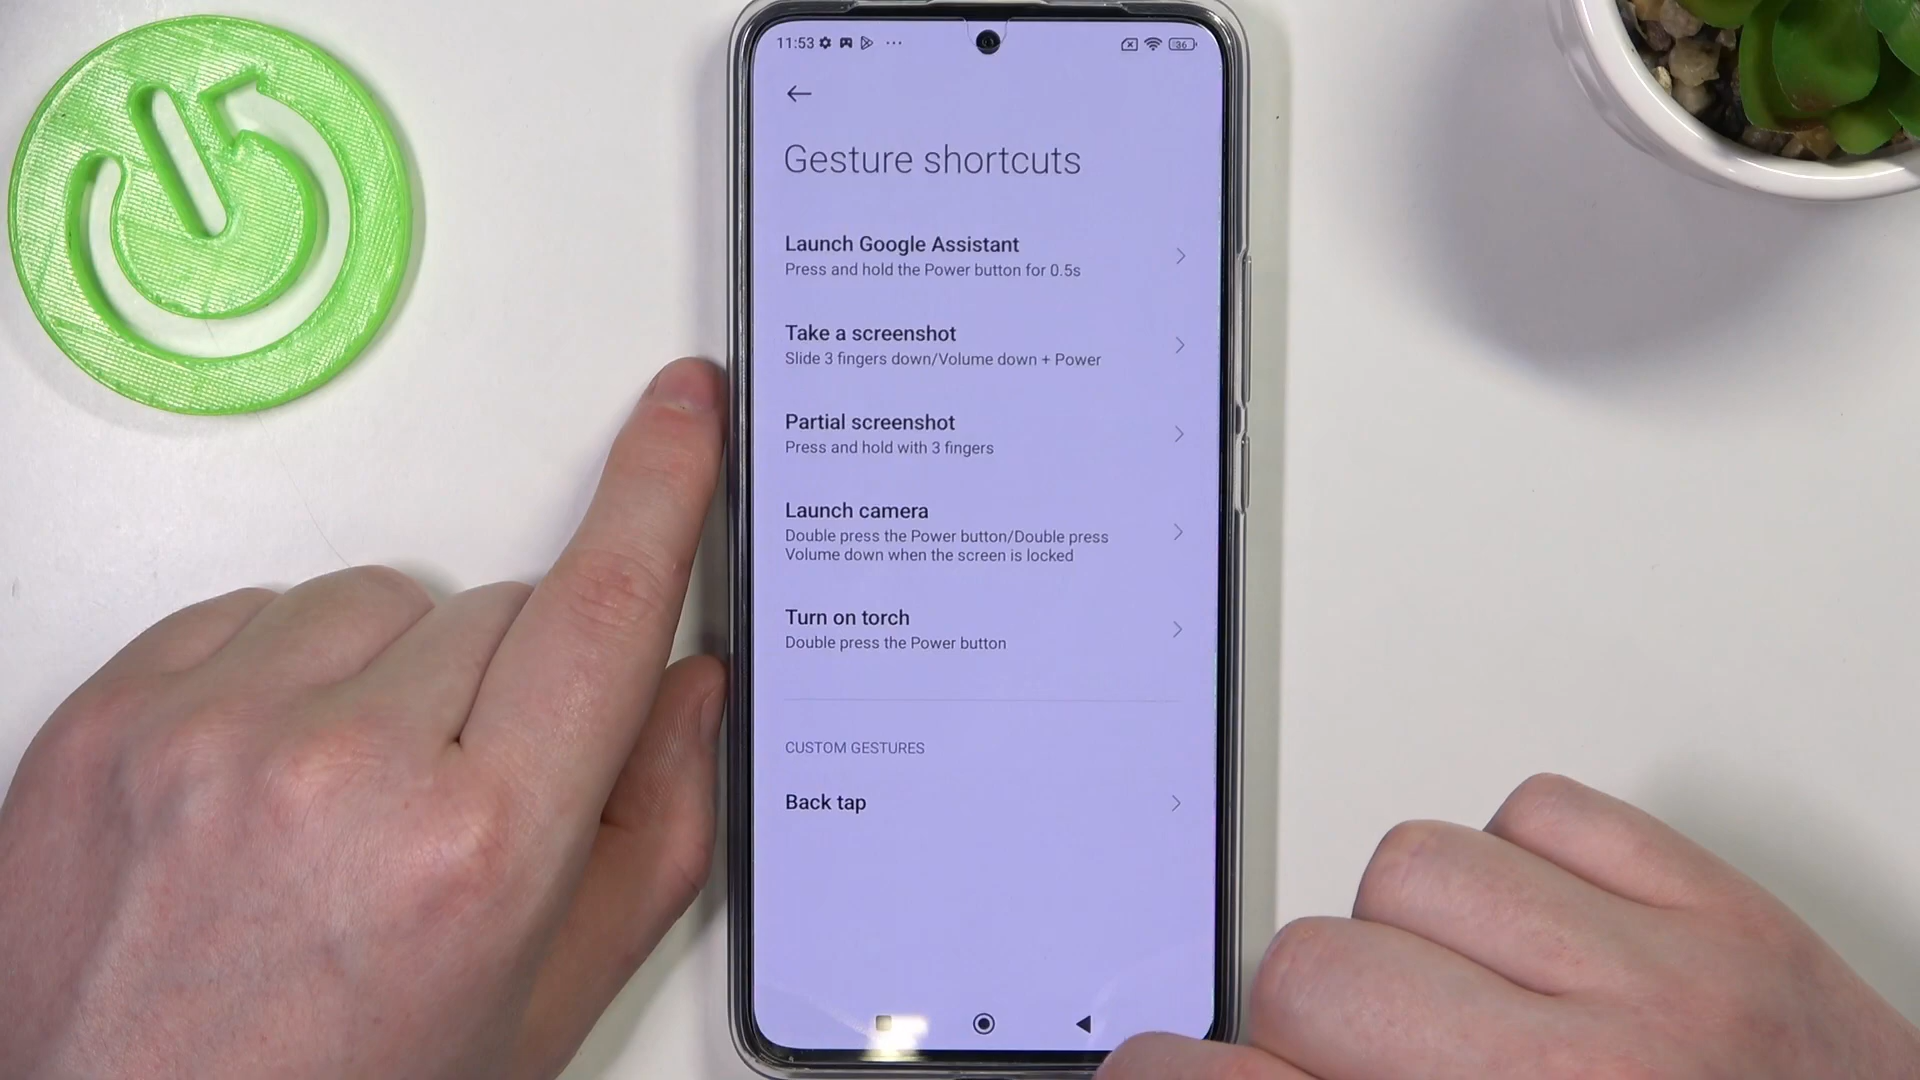 11:53
36
Gesture shortcuts
Launch Google Assistant
Press and hold the Power button for 0.5s
Take a screenshot
Slide 3 fingers down/Volume down + Power
Partial screenshot
Press and hold with 3 fingers
Launch camera
Double press the Power button/Double press
Volume down when the screen is locked
Turn on torch
Double press the Power button
CUSTOM GESTURES
Back tap